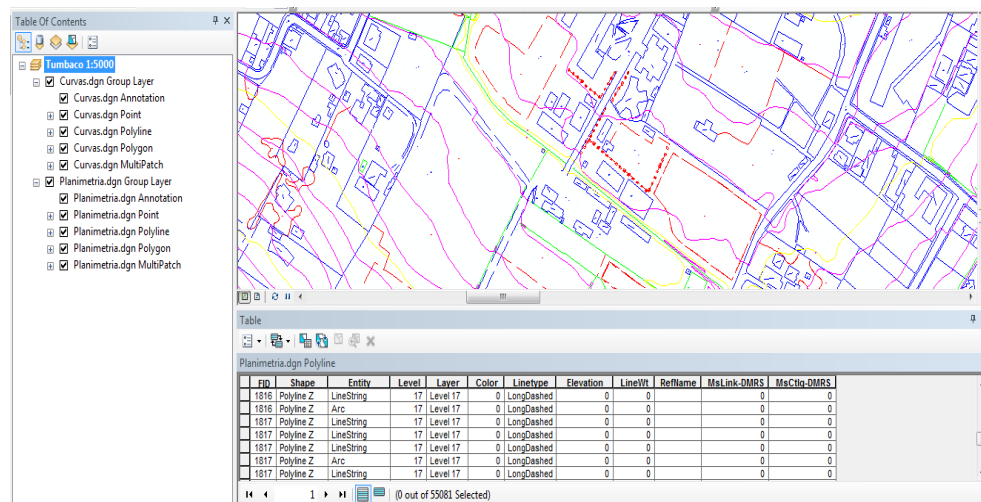 Table Of Contents
Tumbaco 1:5000
Curvas.dgn Group Layer
Curvas.dgn Annotation
Curvas.dgn Point
Curvas.dgn Polyline
Curvas.dgn Polygon
Curvas.dgn MultiPatch
Planimetria.dgn Group Layer
Planimetria.dgn Annotation
Planimetria.dgn Point
Planimetria.dgn Polyline
Planimetria.dgn Polygon
Planimetria.dgn MultiPatch
Table
Planimetria.dgn Polyline
FID Shape Entity Level Layer Color Linetype Elevation LineWt RefName MsLink-DMRS MsCtlg-DMRS
1816 Polyline Z LineString 17 Level 17 0 LongDashed 0 0 0 0
1816 Polyline Z Arc 17 Level 17 0 LongDashed 0 0 0 0
1817 Polyline Z LineString 17 Level 17 0 LongDashed 0 0 0 0
1817 Polyline Z LineString 17 Level 17 0 LongDashed 0 0 0 0
1817 Polyline Z LineString 17 Level 17 0 LongDashed 0 0 0 0
1817 Polyline Z Arc 17 Level 17 0 LongDashed 0 0 0 0
1817 Polyline Z LineString 17 Level 17 0 LongDashed 0 0 0 0
1 (0 out of 55081 Selected)